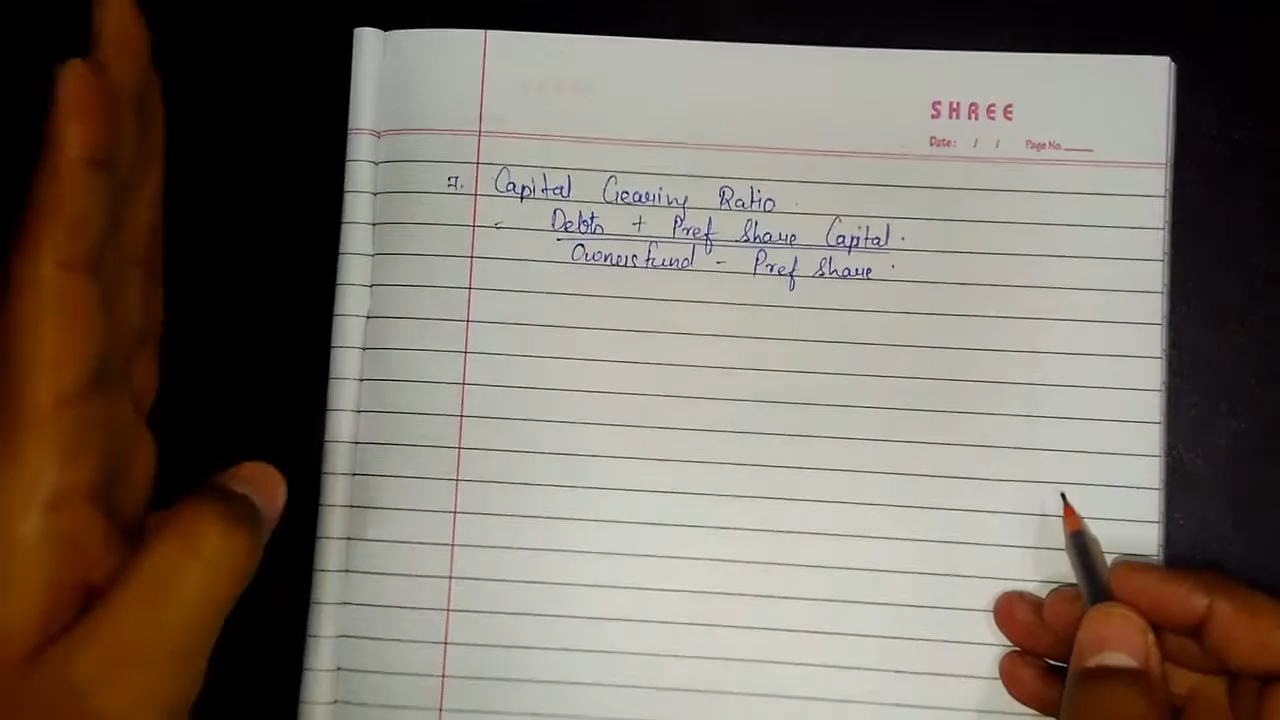 SHREE
Date: / / Page No.
7. Capital Gearing Ratio
= Debts + Pref Share Capital.
Owners fund - Pref Share